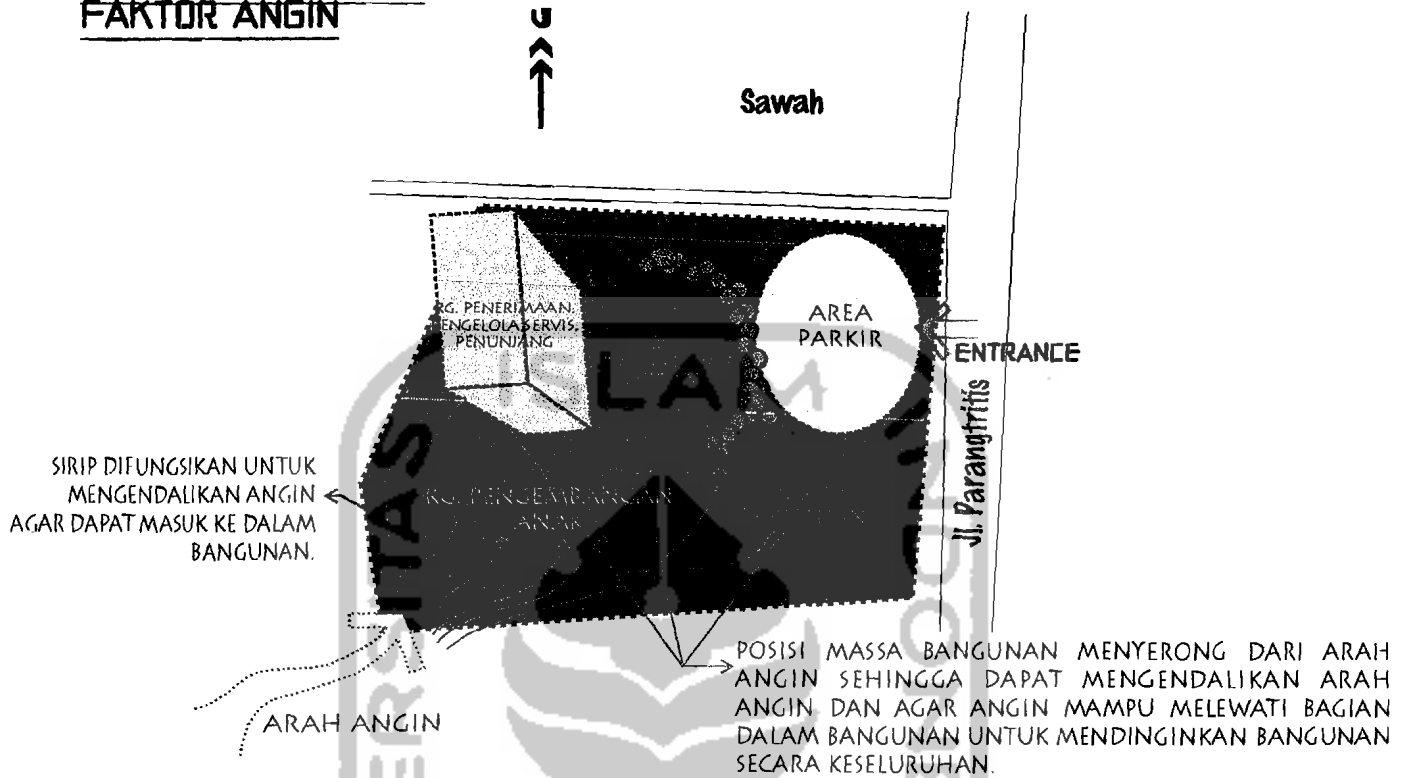 FAKTOR ANGIN
U
Sawah
RG. PENERIMAAN,
PENGELOLA SERVIS,
PENUNJANG
AREA
PARKIR
ENTRANCE
Jl. Parangtritis
ISLAM
SIRIP DIFUNGSIKAN UNTUK
MENGENDALIKAN ANGIN
AGAR DAPAT MASUK KE DALAM
BANGUNAN.
RG. PENGEMBANGAN
ANAK
ARAH ANGIN
POSISI MASSA BANGUNAN MENYERONG DARI ARAH
ANGIN SEHINGGA DAPAT MENGENDALIKAN ARAH
ANGIN DAN AGAR ANGIN MAMPU MELEWATI BAGIAN
DALAM BANGUNAN UNTUK MENDINGINKAN BANGUNAN
SECARA KESELURUHAN.